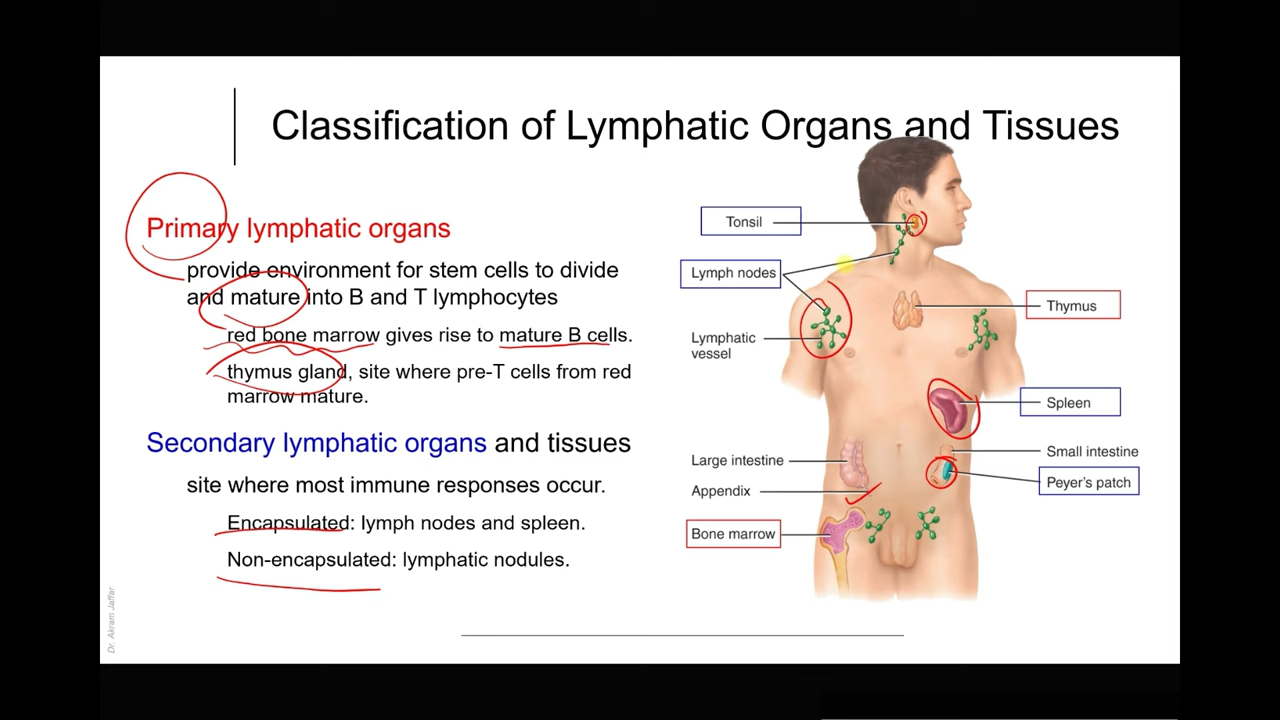 Classification of Lymphatic Organs and Tissues
Primary lymphatic organs
provide environment for stem cells to divide
and mature into B and T lymphocytes
red bone marrow gives rise to mature B cells.
thymus gland, site where pre-T cells from red
marrow mature.
Secondary lymphatic organs and tissues
site where most immune responses occur.
Encapsulated: lymph nodes and spleen.
Non-encapsulated: lymphatic nodules.
Tonsil
Lymph nodes
Lymphatic
vessel
Large intestine
Appendix
Bone marrow
Thymus
Spleen
Small intestine
Peyer's patch
Dr. Akram Jaffar